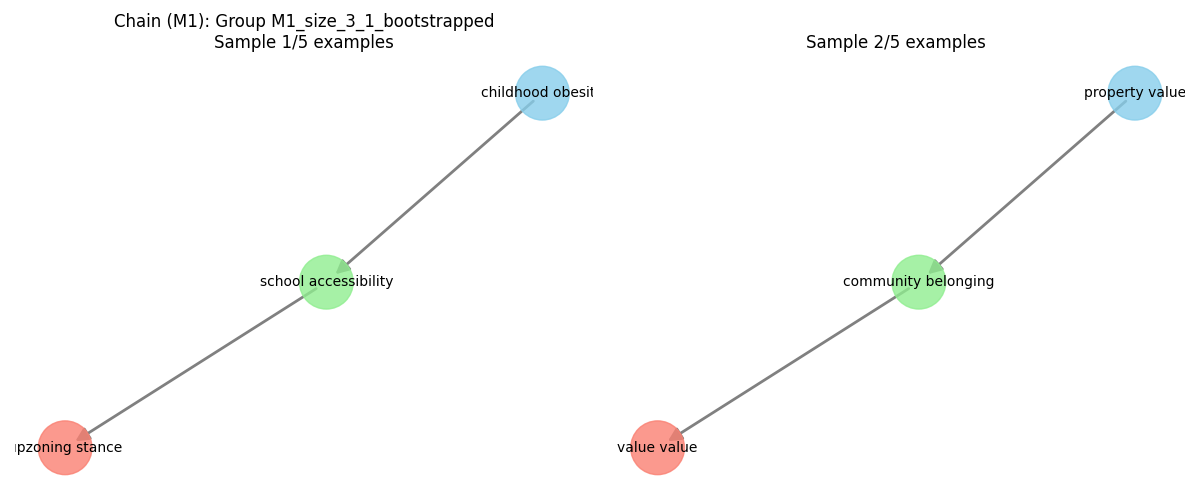 Chain (M1): Group M1_size_3_1_bootstrapped
Sample 1/5 examples
Sample 2/5 examples
childhood obesit
property value
school accessibility
community belonging
pzoning stance
value value